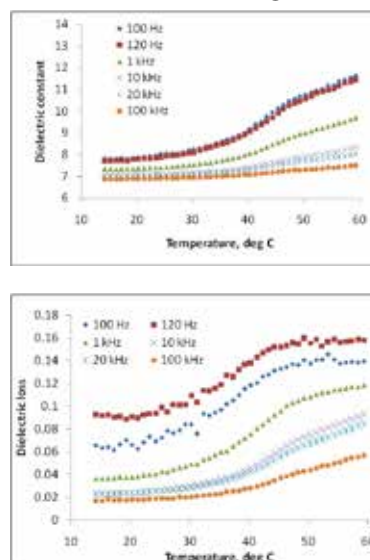 14
13
12
11
10
9
8
7
6
Dielectric constant
100 Hz
120 Hz
1 kHz
10 kHz
20 kHz
100 kHz
10 20 30 40 50 60
Temperature, deg C
0.18
0.16
0.14
0.12
0.1
0.08
0.06
0.04
0.02
0
Dielectric loss
100 Hz 120 Hz
1 kHz 10 kHz
20 kHz 100 kHz
10 20 30 40 50 60
Temperature, deg C